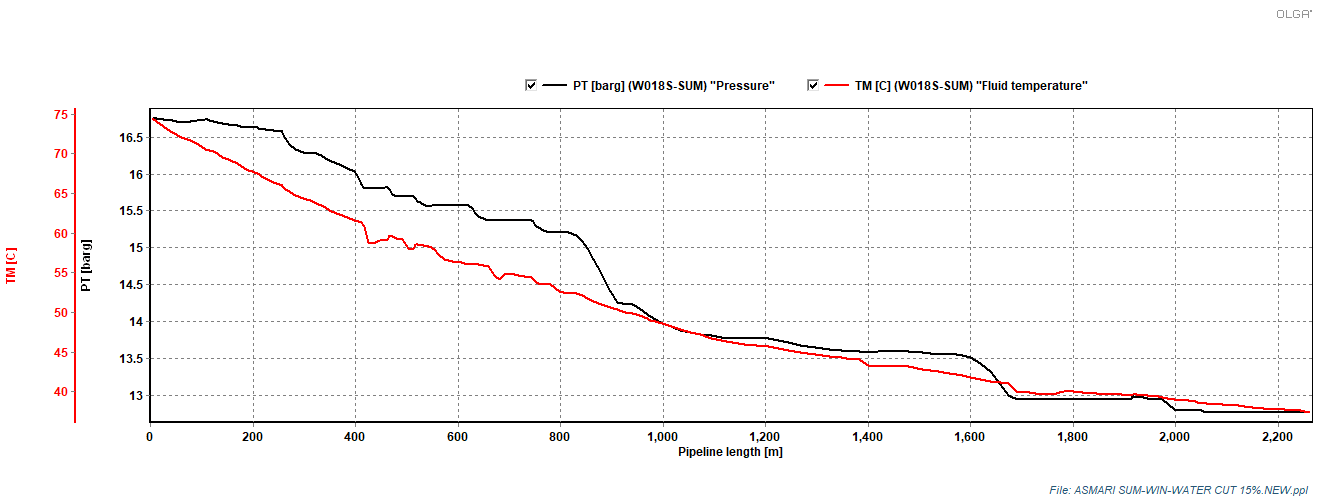 OLGA
PT [barg] (W018S-SUM) "Pressure"
TM [C] (W018S-SUM) "Fluid temperature"
TM [C]
75
70
65
60
55
50
45
40
PT [barg]
16.5
16
15.5
15
14.5
14
13.5
13
0 200 400 600 800 1,000 1,200 1,400 1,600 1,800 2,000 2,200
Pipeline length [m]
File: ASMARI SUM-WIN-WATER CUT 15%.NEW.ppl